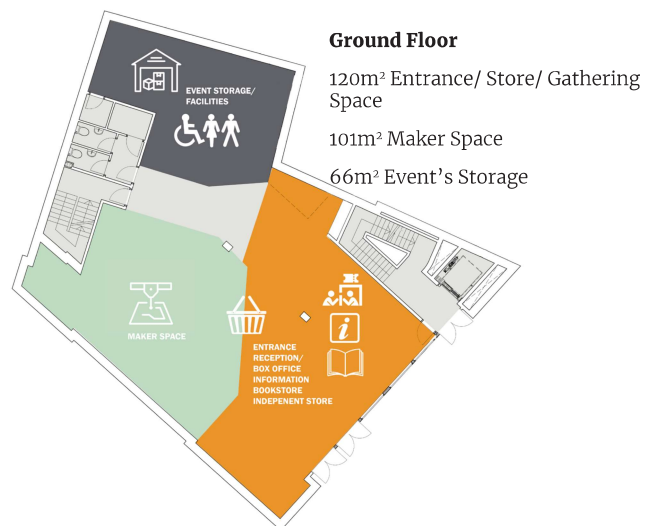 Ground Floor
120m² Entrance/ Store/ Gathering
Space
101m² Maker Space
66m² Event’s Storage
EVENT STORAGE/
FACILITIES
MAKER SPACE
i
ENTRANCE
RECEPTION/
BOX OFFICE
INFORMATION
BOOKSTORE
INDEPENENT STORE